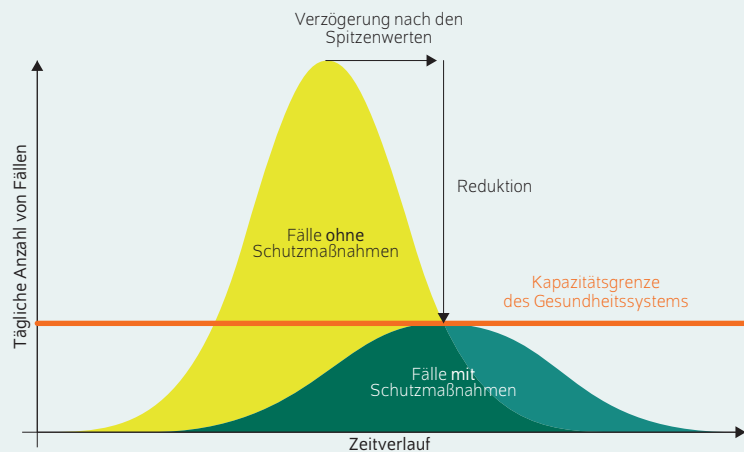 Verzögerung nach den
Spitzenwerten
Tägliche Anzahl von Fällen
Reduktion
Fälle ohne
Schutzmaßnahmen
Kapazitätsgrenze
des Gesundheitssystems
Fälle mit
Schutzmaßnahmen
Zeitverlauf